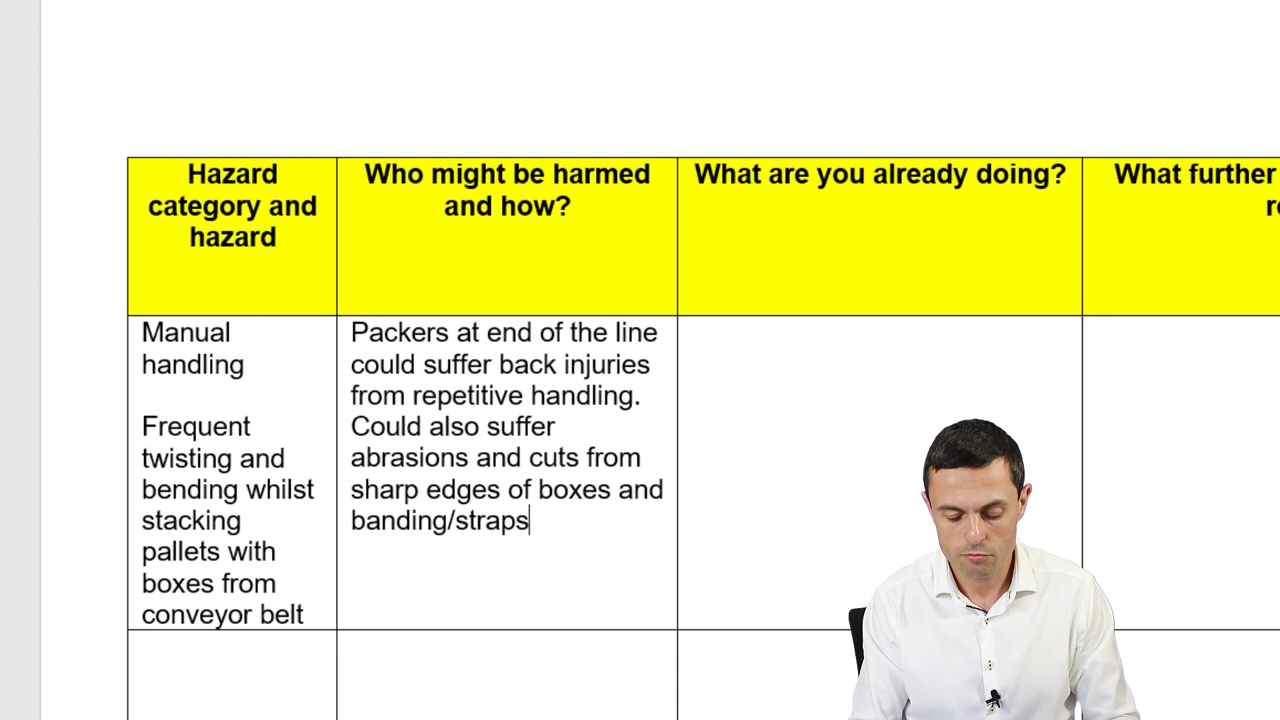 Hazard
category and
hazard
Who might be harmed
and how?
What are you already doing?
What further
Manual
handling
Frequent
twisting and
bending whilst
stacking
pallets with
boxes from
conveyor belt
Packers at end of the line
could suffer back injuries
from repetitive handling.
Could also suffer
abrasions and cuts from
sharp edges of boxes and
banding/straps